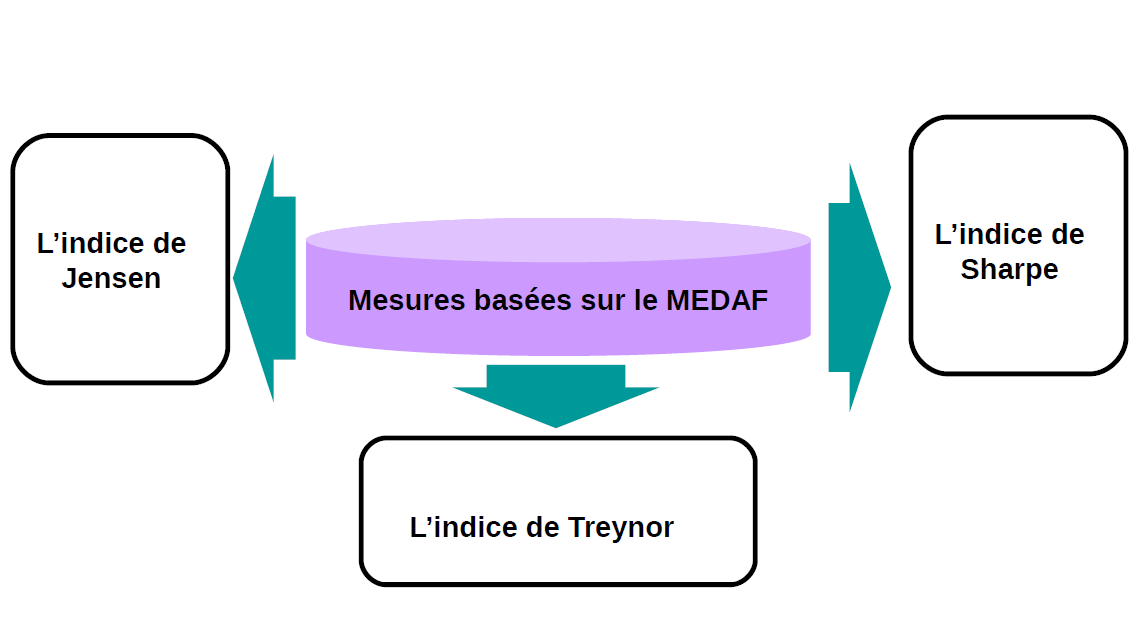 L’indice de
Jensen
Mesures basées sur le MEDAF
L’indice de
Sharpe
L’indice de Treynor